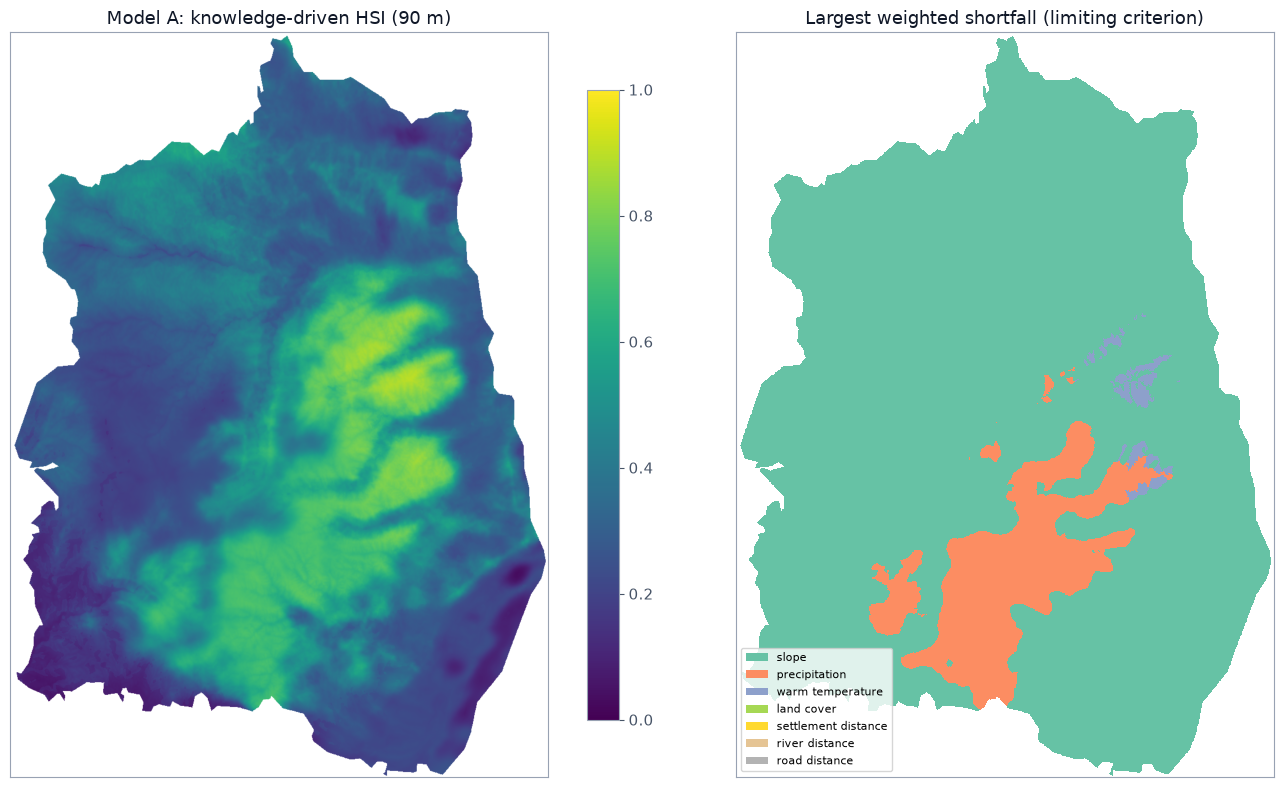 Model A: knowledge-driven HSI (90 m)
Largest weighted shortfall (limiting criterion)
1.0
0.8
0.6
0.4
0.2
0.0
slope
precipitation
warm temperature
land cover
settlement distance
river distance
road distance